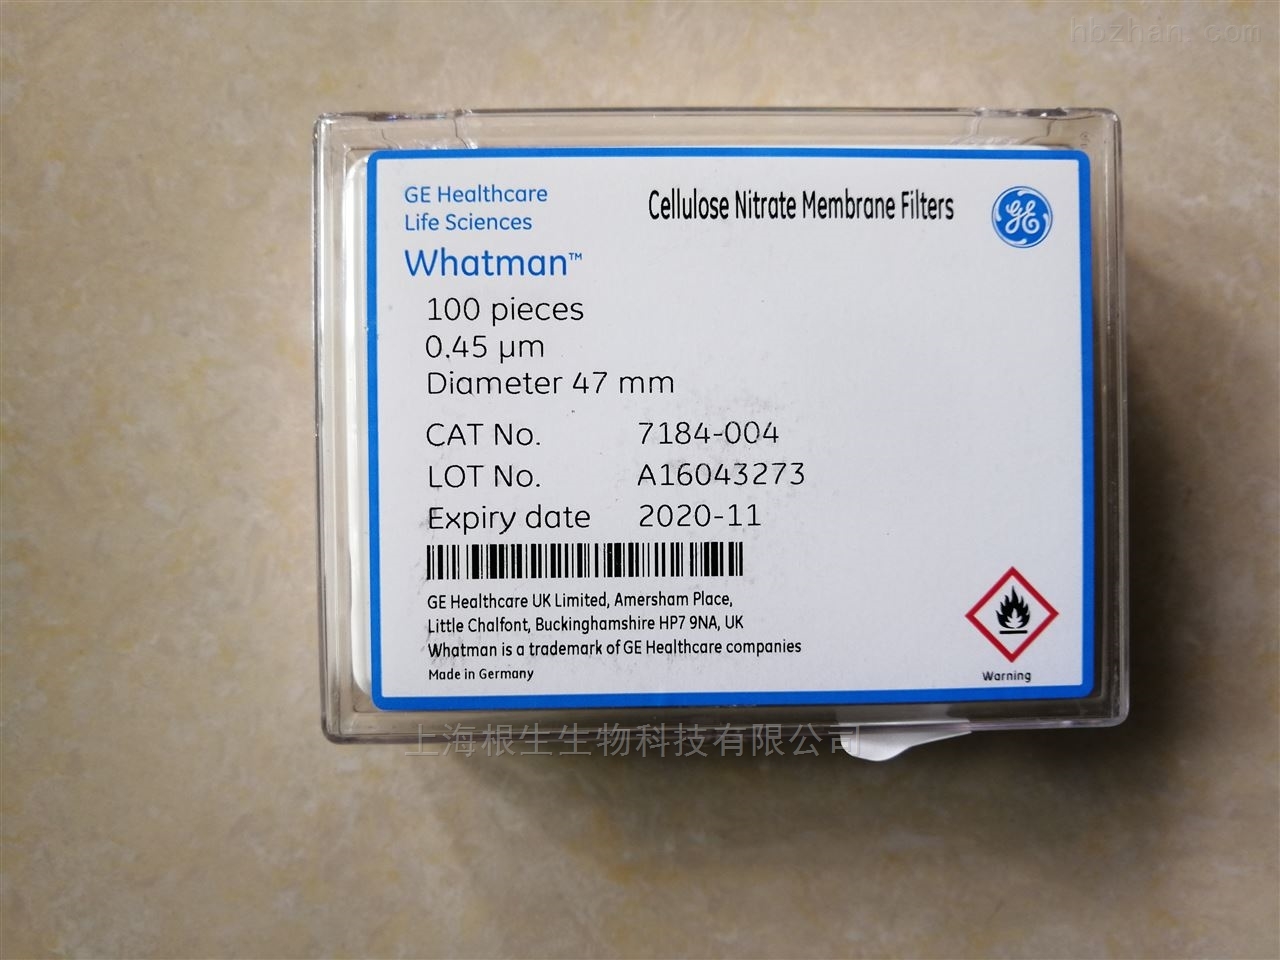 hbzhan.com
GE Healthcare
Life Sciences
Cellulose Nitrate Membrane Filters
GE
Whatman™
100 pieces
0.45 µm
Diameter 47 mm
CAT No. 7184-004
LOT No. A16043273
Expiry date 2020-11
GE Healthcare UK Limited, Amersham Place,
Little Chalfont, Buckinghamshire HP7 9NA, UK
Whatman is a trademark of GE Healthcare companies
Made in Germany
Warning
上海根生生物科技有限公司